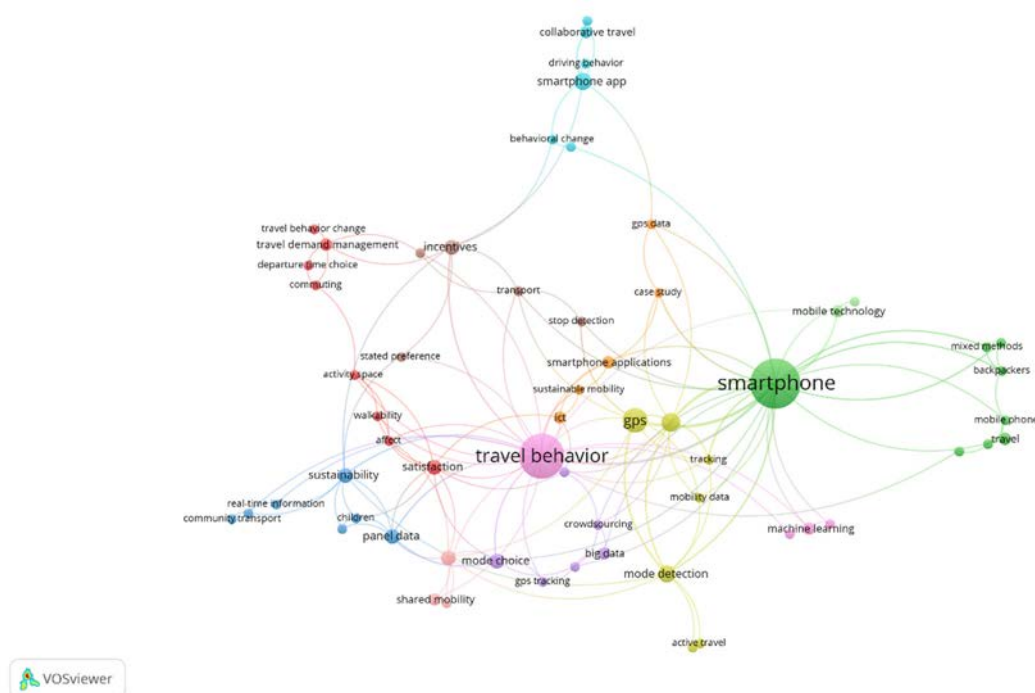 collaborative travel
driving behavior
smartphone app
behavioral change
gps data
travel behavior change
travel demand management
incentives
departure time choice
commuting
transport
case study
mobile technology
stop detection
mixed methods
stated preference
smartphone applications
activity space
backpackers
smartphone
sustainable mobility
walkability
ict
gps
mobile phone
affect
travel
travel behavior
tracking
satisfaction
sustainability
mobility data
real-time information
community transport
children
crowdsourcing
machine learning
panel data
big data
mode choice
mode detection
gps tracking
shared mobility
active travel
VOSviewer